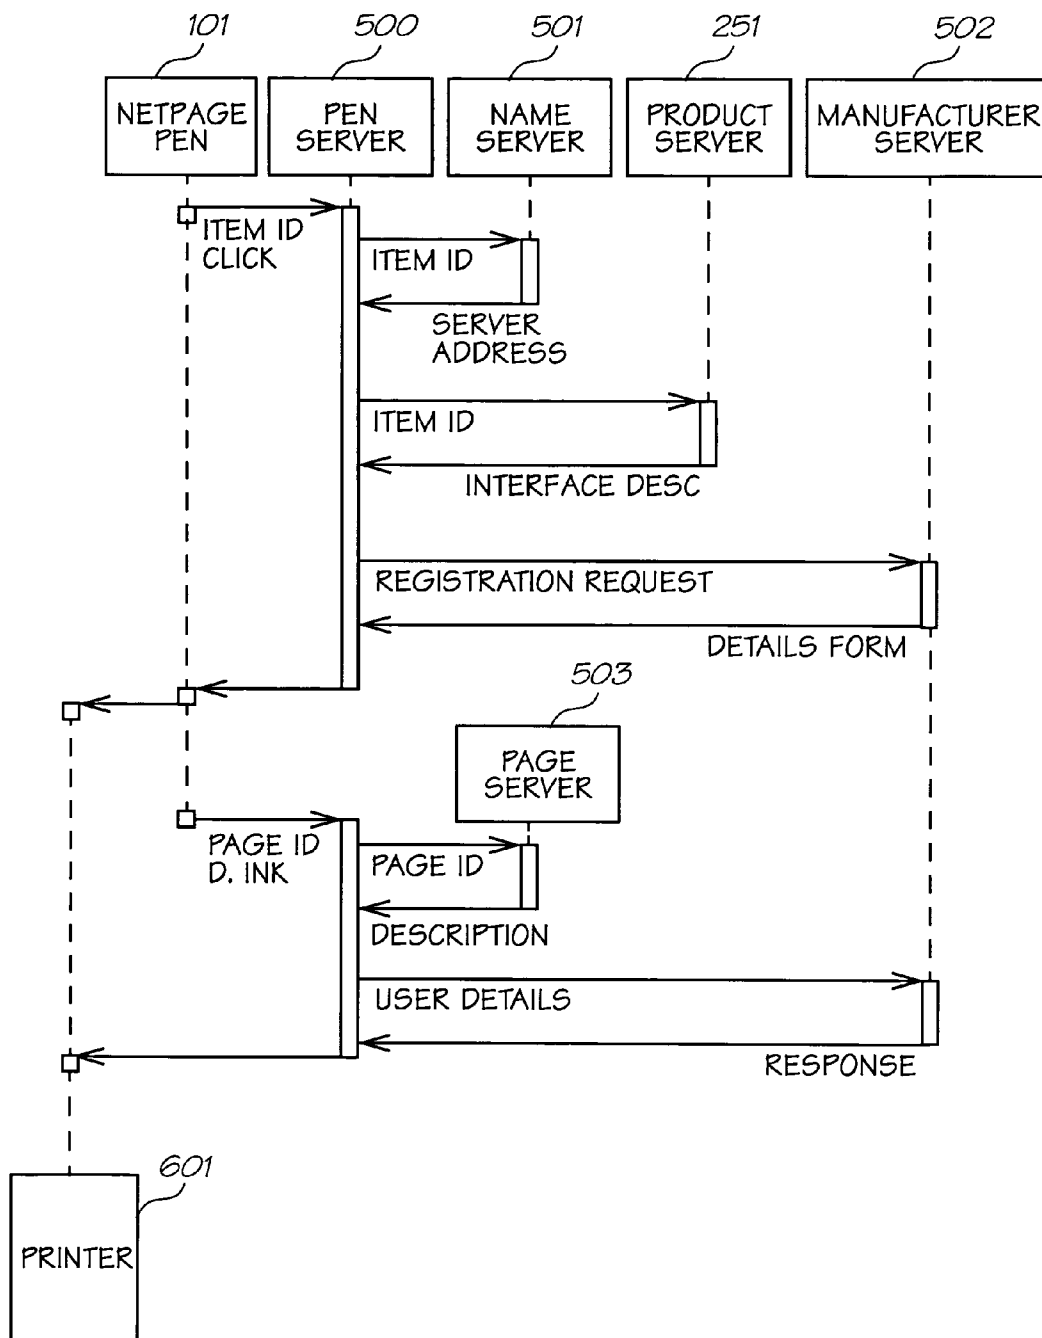 101
500
501
251
502
NETPAGE
PEN
PEN
SERVER
NAME
SERVER
PRODUCT
SERVER
MANUFACTURER
SERVER
ITEM ID
CLICK
ITEM ID
SERVER
ADDRESS
ITEM ID
INTERFACE DESC
REGISTRATION REQUEST
DETAILS FORM
503
PAGE
SERVER
PAGE ID
D. INK
PAGE ID
DESCRIPTION
USER DETAILS
RESPONSE
601
PRINTER